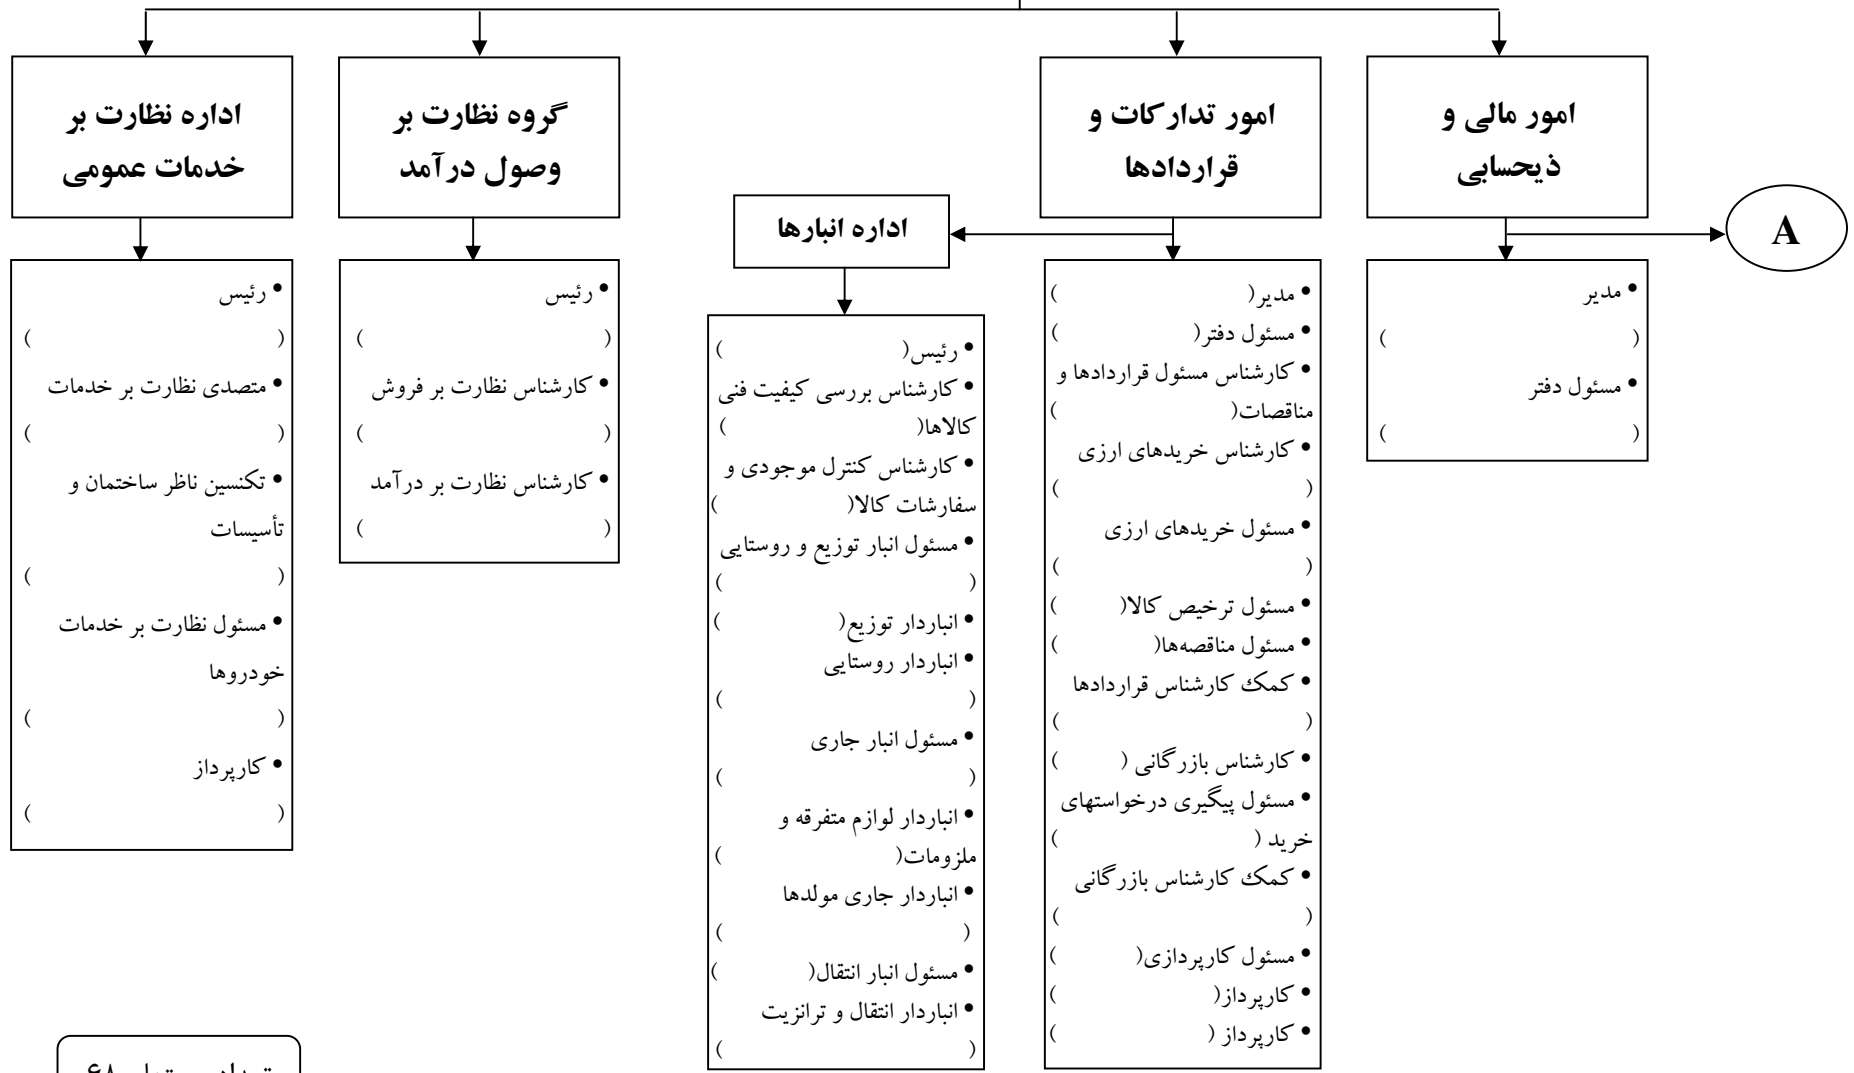 امور مالی و
ذیحسابی
A
• مدیر
( )
• مسئول دفتر
( )
امور تدارکات و
قراردادها
• مدیر( )
• مسئول دفتر( )
• کارشناس مسئول قراردادها و
مناقصات( )
• کارشناس خریدهای ارزی
( )
• مسئول خریدهای ارزی
( )
• مسئول ترخیص کالا( )
• مسئول مناقصه‌ها( )
• کمک کارشناس قراردادها
( )
• کارشناس بازرگانی ( )
• مسئول پیگیری درخواستهای
خرید ( )
• کمک کارشناس بازرگانی
( )
• مسئول کارپردازی( )
• کارپرداز( )
• کارپرداز ( )
اداره انبارها
• رئیس( )
• کارشناس بررسی کیفیت فنی
کالاها( )
• کارشناس کنترل موجودی و
سفارشات کالا( )
• مسئول انبار توزیع و روستایی
( )
• انباردار توزیع( )
• انباردار روستایی
( )
• مسئول انبار جاری
( )
• انباردار لوازم متفرقه و
ملزومات( )
• انباردار جاری مولدها
( )
• مسئول انبار انتقال( )
• انباردار انتقال و ترانزیت
( )
گروه نظارت بر
وصول درآمد
• رئیس
( )
• کارشناس نظارت بر فروش
( )
• کارشناس نظارت بر درآمد
( )
اداره نظارت بر
خدمات عمومی
• رئیس
( )
• متصدی نظارت بر خدمات
( )
• تکنسین ناظر ساختمان و
تأسیسات
( )
• مسئول نظارت بر خدمات
خودروها
( )
• کارپرداز
( )